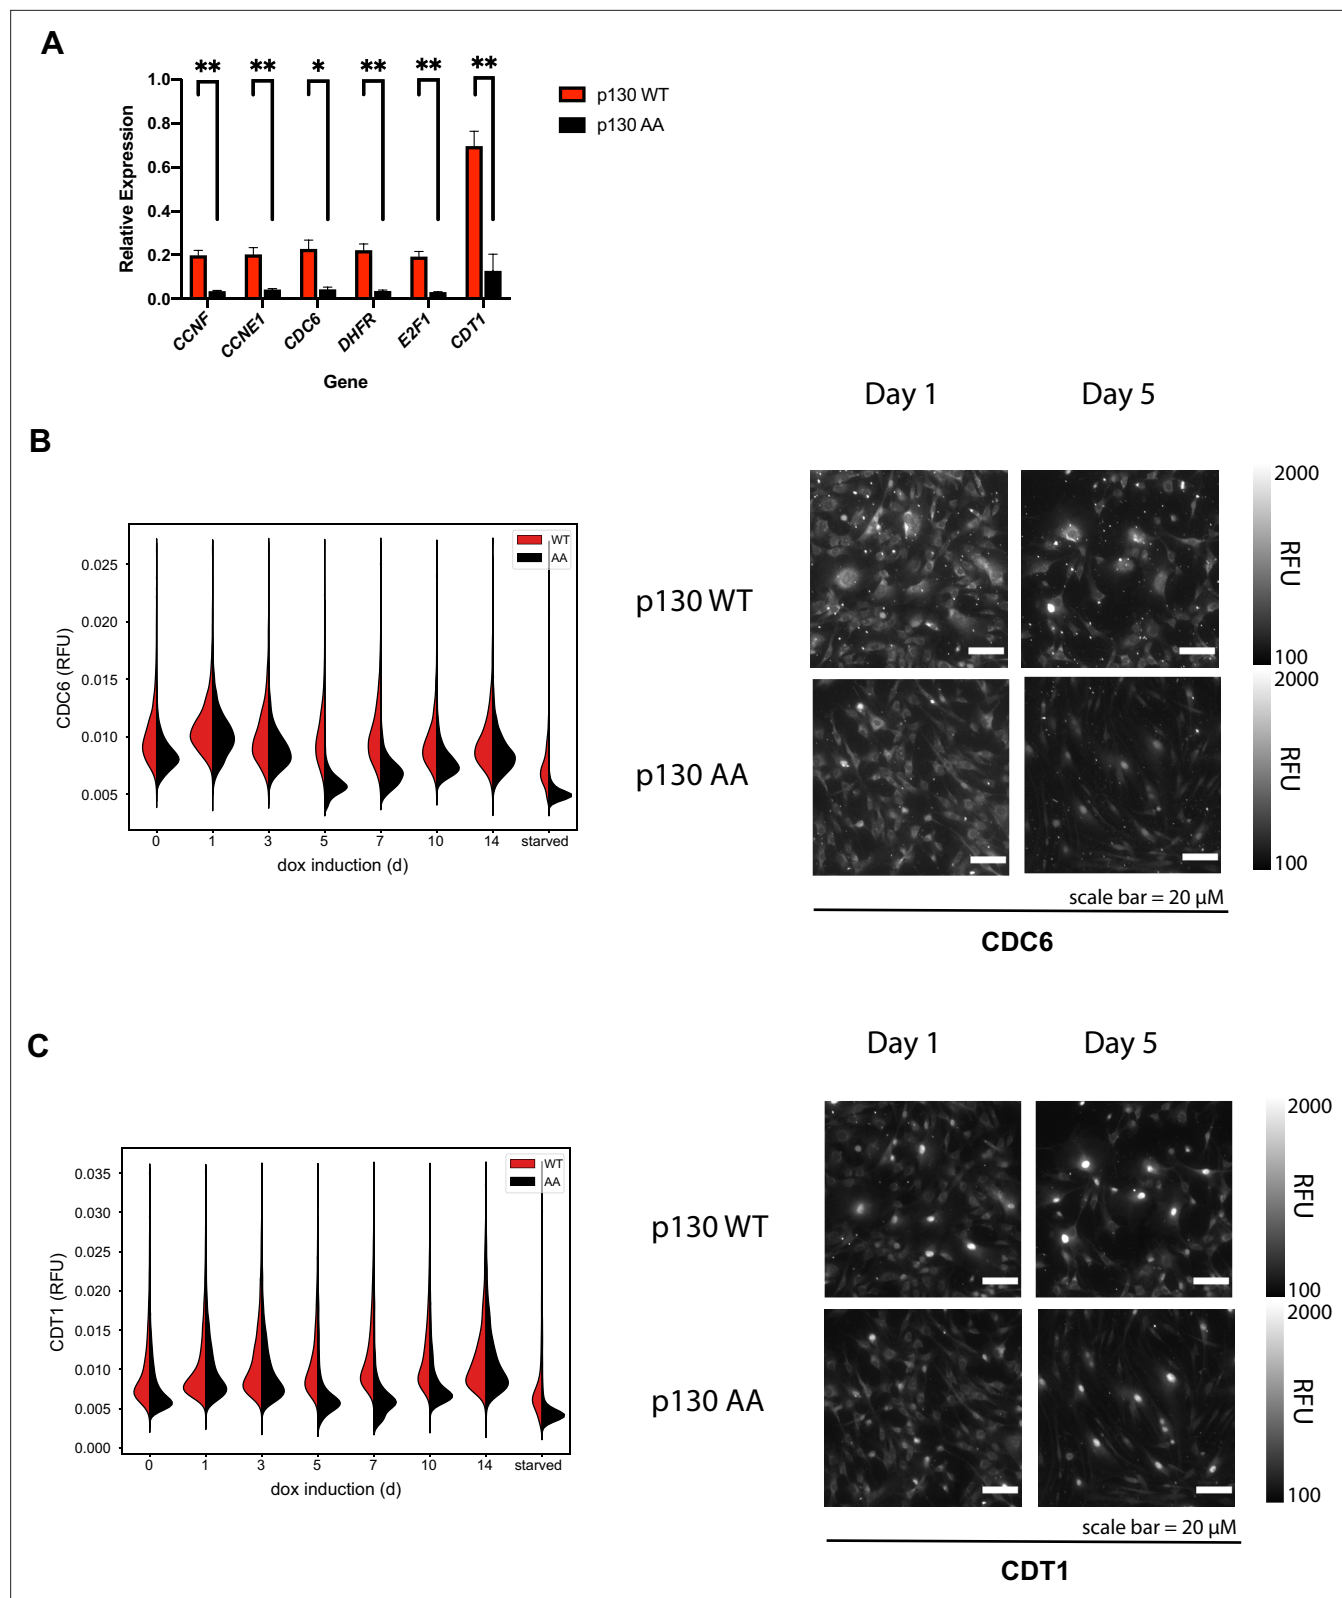 A
** ** * ** ** **
1.0
0.8
0.6
0.4
0.2
0.0
Relative Expression
CCNF CCNE1 CDC6 DHFR E2F1 CDT1
Gene
p130 WT
p130 AA
B
Day 1 Day 5
CDC6 (RFU)
0.025
0.020
0.015
0.010
0.005
WT
AA
0 1 3 5 7 10 14 starved
dox induction (d)
p130 WT
p130 AA
2000
RFU
100
2000
RFU
100
scale bar = 20 µM
CDC6
C
Day 1 Day 5
CDT1 (RFU)
0.035
0.030
0.025
0.020
0.015
0.010
0.005
0.000
WT
AA
0 1 3 5 7 10 14 starved
dox induction (d)
p130 WT
p130 AA
2000
RFU
100
2000
RFU
100
scale bar = 20 µM
CDT1